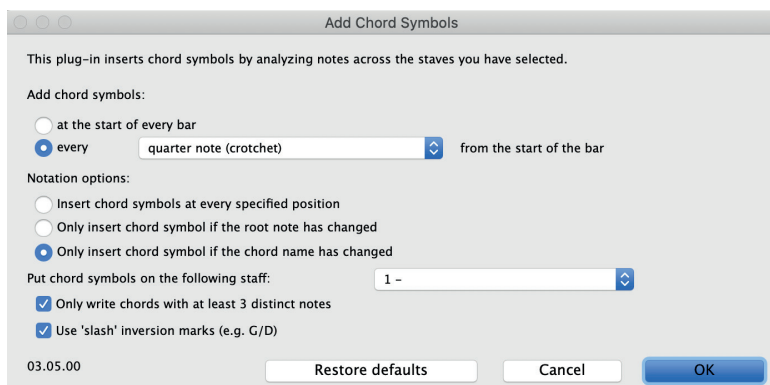 Add Chord Symbols
This plug-in inserts chord symbols by analyzing notes across the staves you have selected.
Add chord symbols:
at the start of every bar
every quarter note (crotchet) from the start of the bar
Notation options:
Insert chord symbols at every specified position
Only insert chord symbol if the root note has changed
Only insert chord symbol if the chord name has changed
Put chord symbols on the following staff: 1 –
Only write chords with at least 3 distinct notes
Use 'slash' inversion marks (e.g. G/D)
03.05.00 Restore defaults Cancel OK